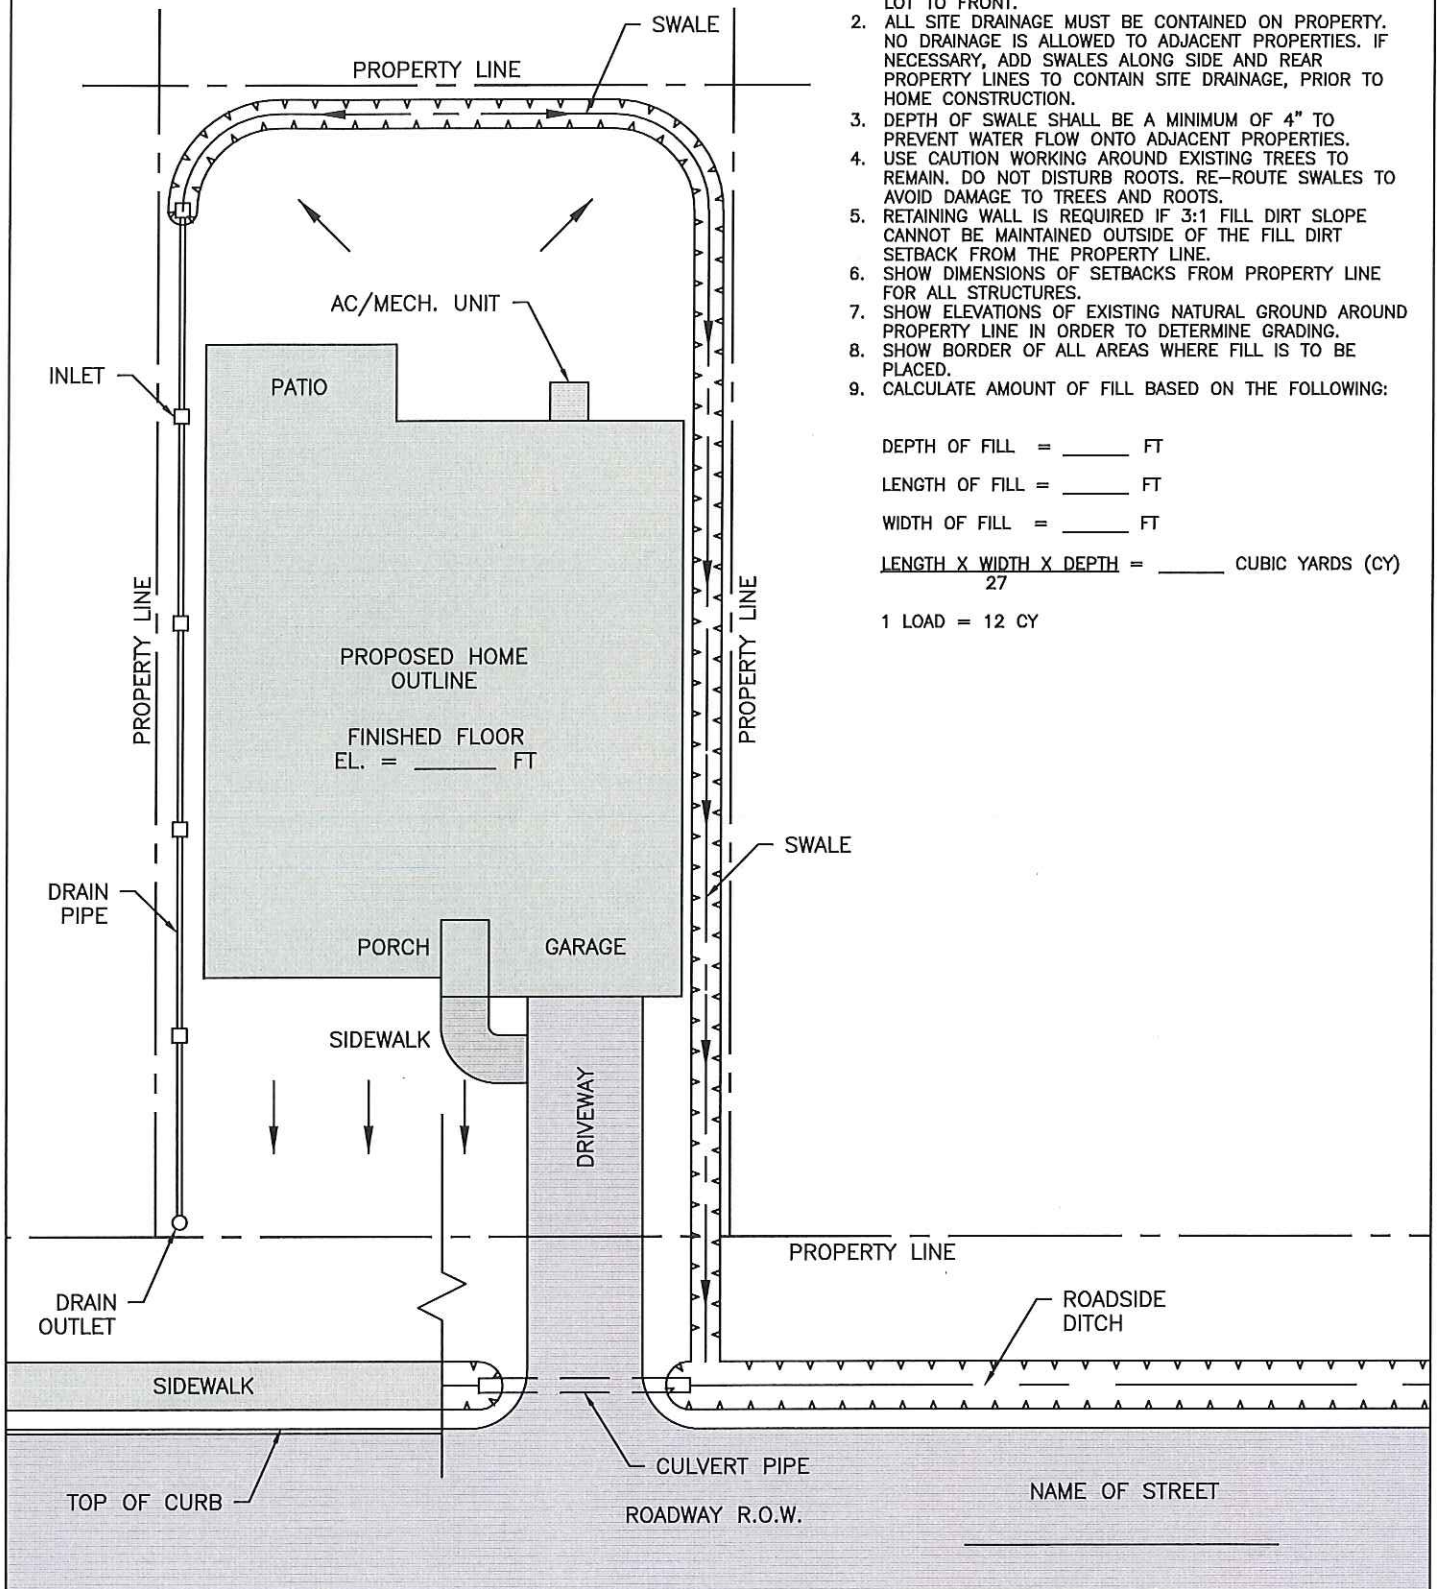 LOT TO FRONT.
2. ALL SITE DRAINAGE MUST BE CONTAINED ON PROPERTY.
NO DRAINAGE IS ALLOWED TO ADJACENT PROPERTIES. IF
NECESSARY, ADD SWALES ALONG SIDE AND REAR
PROPERTY LINES TO CONTAIN SITE DRAINAGE, PRIOR TO
HOME CONSTRUCTION.
3. DEPTH OF SWALE SHALL BE A MINIMUM OF 4" TO
PREVENT WATER FLOW ONTO ADJACENT PROPERTIES.
4. USE CAUTION WORKING AROUND EXISTING TREES TO
REMAIN. DO NOT DISTURB ROOTS. RE-ROUTE SWALES TO
AVOID DAMAGE TO TREES AND ROOTS.
5. RETAINING WALL IS REQUIRED IF 3:1 FILL DIRT SLOPE
CANNOT BE MAINTAINED OUTSIDE OF THE FILL DIRT
SETBACK FROM THE PROPERTY LINE.
6. SHOW DIMENSIONS OF SETBACKS FROM PROPERTY LINE
FOR ALL STRUCTURES.
7. SHOW ELEVATIONS OF EXISTING NATURAL GROUND AROUND
PROPERTY LINE IN ORDER TO DETERMINE GRADING.
8. SHOW BORDER OF ALL AREAS WHERE FILL IS TO BE
PLACED.
9. CALCULATE AMOUNT OF FILL BASED ON THE FOLLOWING:
DEPTH OF FILL = ______ FT
LENGTH OF FILL = ______ FT
WIDTH OF FILL = ______ FT
LENGTH X WIDTH X DEPTH = ______ CUBIC YARDS (CY)
27
1 LOAD = 12 CY
SWALE
PROPERTY LINE
AC/MECH. UNIT
INLET
PATIO
PROPERTY LINE
PROPERTY LINE
PROPOSED HOME
OUTLINE
FINISHED FLOOR
EL. = ______ FT
SWALE
DRAIN
PIPE
PORCH
GARAGE
SIDEWALK
DRIVEWAY
PROPERTY LINE
DRAIN
OUTLET
ROADSIDE
DITCH
SIDEWALK
CULVERT PIPE
TOP OF CURB
ROADWAY R.O.W.
NAME OF STREET